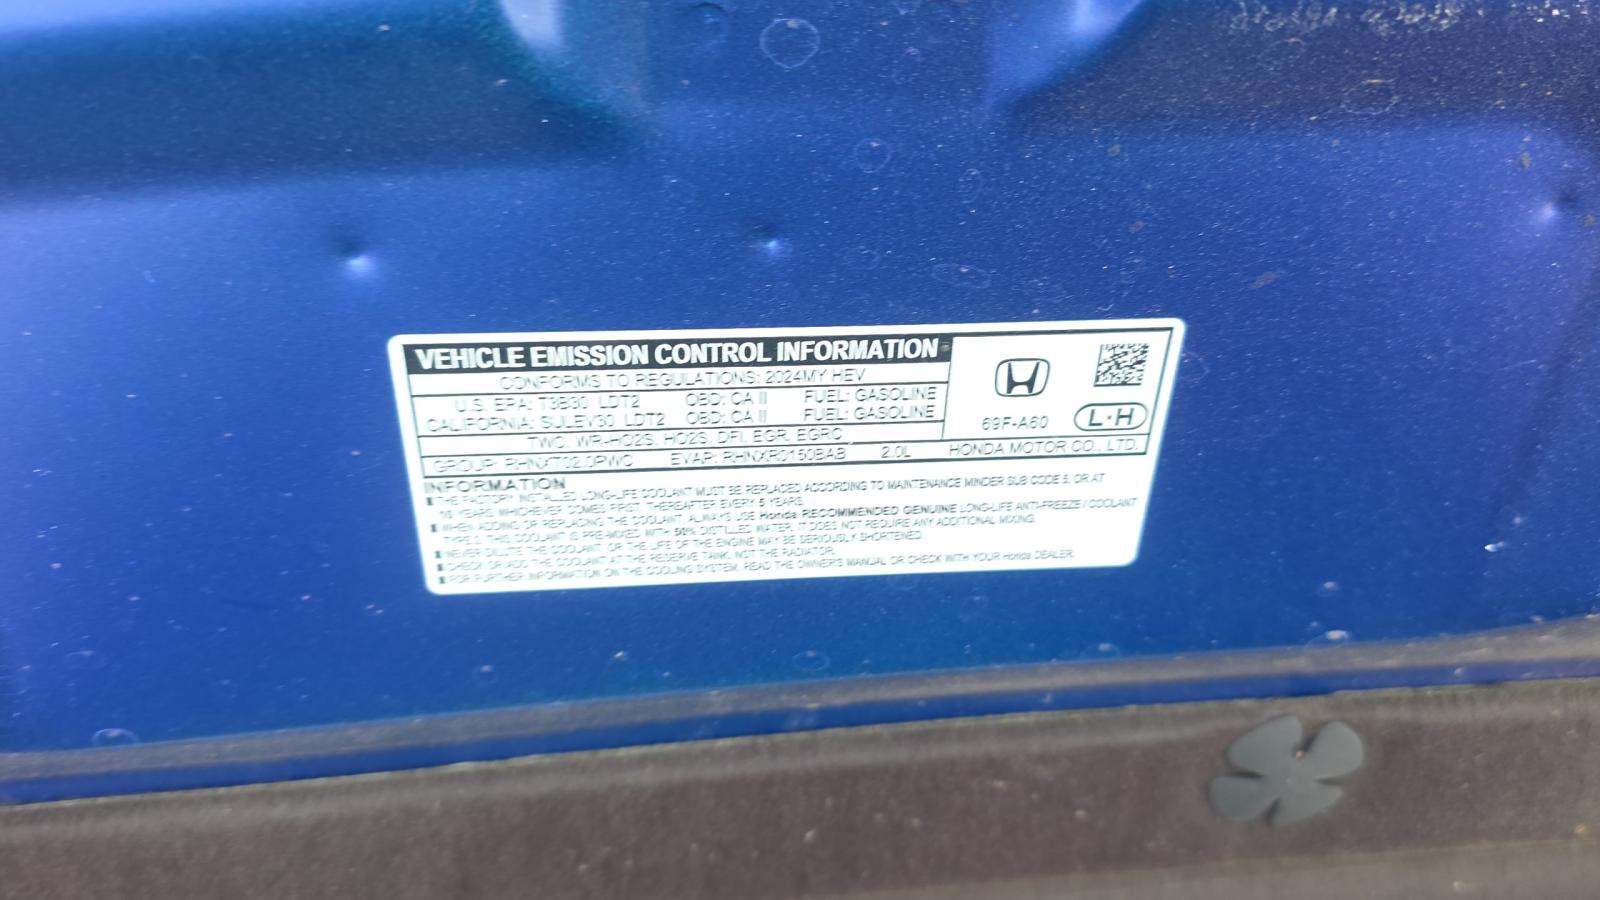 VEHICLE EMISSION CONTROL INFORMATION
CONFORMS TO REGULATIONS: 2024MY HEV
U.S. EPA: T3B30 LDT2 OBD: CA II FUEL: GASOLINE
CALIFORNIA: SULEV30 LDT2 OBD: CA II FUEL: GASOLINE
TWC, WR-HO2S, HO2S, DFI, EGR, EGRC
GROUP: RHNXT02.0PWC EVAP: RHNXR0150BAB 2.0L
69F-A60
L·H
HONDA MOTOR CO., LTD.
INFORMATION
THE FACTORY INSTALLED LONG-LIFE COOLANT MUST BE REPLACED ACCORDING TO MAINTENANCE MINDER SUB CODE 5, OR AT
10 YEARS, WHICHEVER COMES FIRST, THEREAFTER EVERY 5 YEARS.
WHEN ADDING OR REPLACING THE COOLANT, ALWAYS USE Honda RECOMMENDED GENUINE LONG-LIFE ANTI-FREEZE / COOLANT
TYPE 2. THIS COOLANT IS PRE-MIXED WITH 50% DISTILLED WATER. IT DOES NOT REQUIRE ANY ADDITIONAL MIXING.
NEVER DILUTE THE COOLANT, OR THE LIFE OF THE ENGINE MAY BE SERIOUSLY SHORTENED.
CHECK OR ADD THE COOLANT AT THE RESERVE TANK, NOT THE RADIATOR.
FOR FURTHER INFORMATION ON THE COOLING SYSTEM, READ THE OWNER'S MANUAL OR CHECK WITH YOUR Honda DEALER.